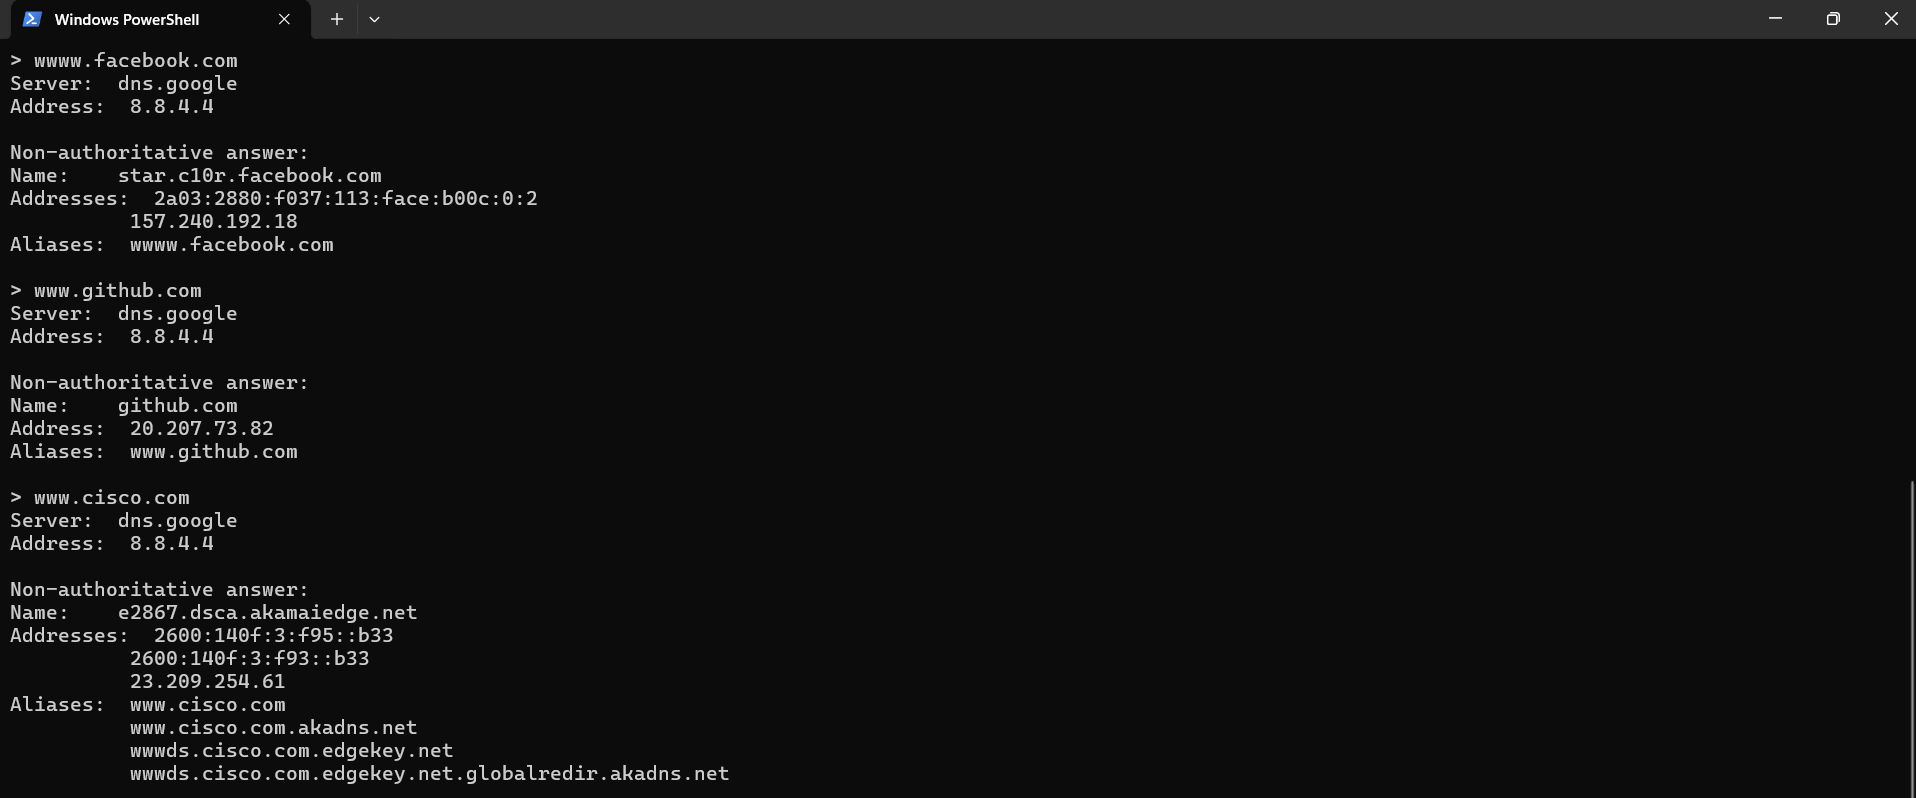 Windows PowerShell
> wwww.facebook.com
Server:  dns.google
Address:  8.8.4.4
Non-authoritative answer:
Name:    star.c10r.facebook.com
Addresses:  2a03:2880:f037:113:face:b00c:0:2
157.240.192.18
Aliases:  wwww.facebook.com
> www.github.com
Server:  dns.google
Address:  8.8.4.4
Non-authoritative answer:
Name:    github.com
Address:  20.207.73.82
Aliases:  www.github.com
> www.cisco.com
Server:  dns.google
Address:  8.8.4.4
Non-authoritative answer:
Name:    e2867.dsca.akamaiedge.net
Addresses:  2600:140f:3:f95::b33
2600:140f:3:f93::b33
23.209.254.61
Aliases:  www.cisco.com
www.cisco.com.akadns.net
wwwds.cisco.com.edgekey.net
wwwds.cisco.com.edgekey.net.globalredir.akadns.net